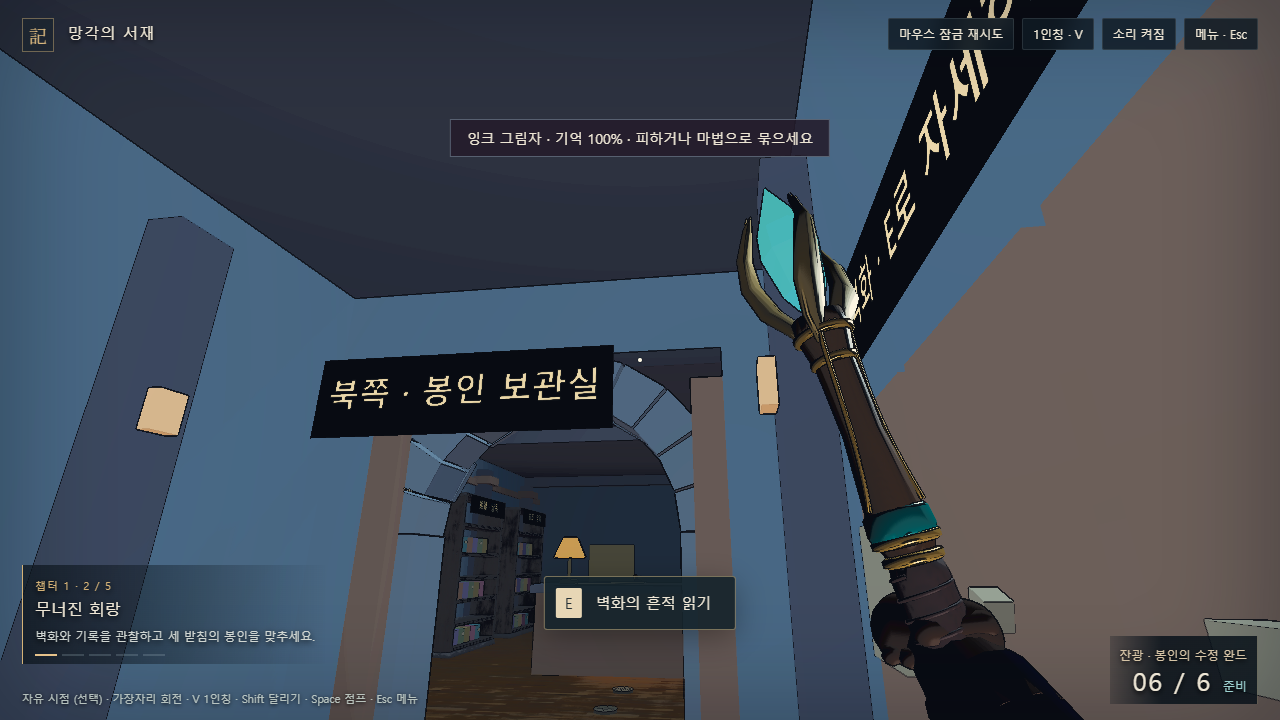 記 망각의 서재
마우스 잠금 재시도
1인칭 · V
소리 켜짐
메뉴 · Esc
잉크 그림자 · 기억 100% · 피하거나 마법으로 묶으세요
북쪽 · 봉인 보관실
E 벽화의 흔적 읽기
챕터 1 · 2 / 5
무너진 회랑
벽화와 기록을 관찰하고 세 받침의 봉인을 맞추세요.
자유 시점 (선택) · 가장자리 회전 · V 1인칭 · Shift 달리기 · Space 점프 · Esc 메뉴
잔광 · 봉인의 수정 완드
06 / 6 준비